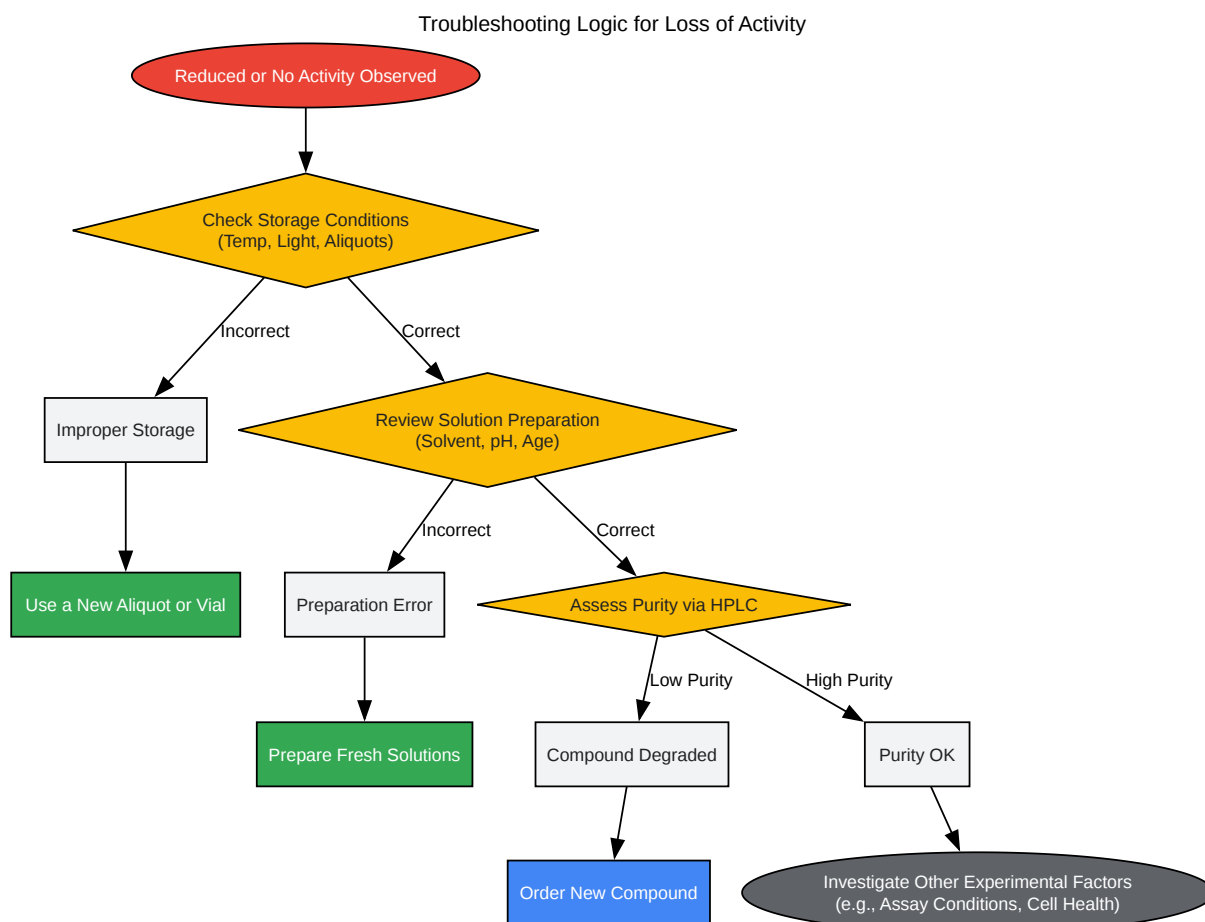 Troubleshooting Logic for Loss of Activity
Reduced or No Activity Observed
Check Storage Conditions
(Temp, Light, Aliquots)
Incorrect
Correct
Improper Storage
Review Solution Preparation
(Solvent, pH, Age)
Incorrect
Correct
Use a New Aliquot or Vial
Preparation Error
Assess Purity via HPLC
Low Purity
High Purity
Prepare Fresh Solutions
Compound Degraded
Purity OK
Order New Compound
Investigate Other Experimental Factors
(e.g., Assay Conditions, Cell Health)